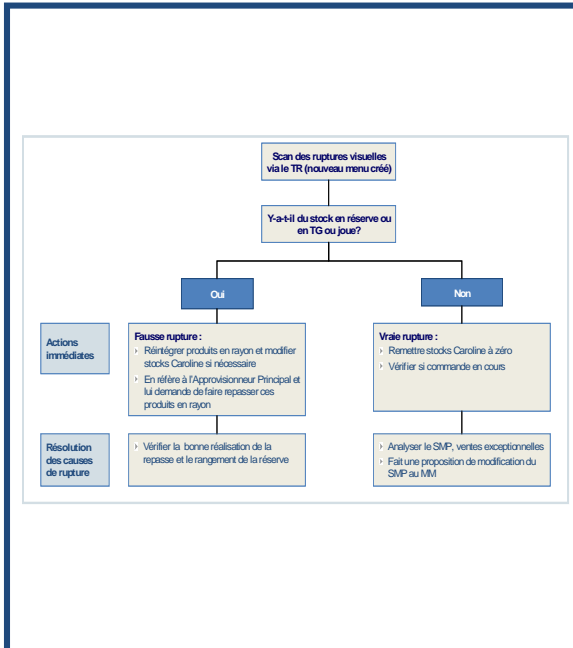 Scan des ruptures visuelles
via le TR (nouveau menu créé)
Y-a-t-il du stock en réserve ou
en TG ou joue?
Oui
Non
Actions
immédiates
Fausse rupture :
Réintégrer produits en rayon et modifier
stocks Caroline si nécessaire
En réfère à l'Approvisionneur Principal et
lui demande de faire repasser ces
produits en rayon
Vraie rupture :
Remettre stocks Caroline à zéro
Vérifier si commande en cours
Résolution
des causes
de rupture
Vérifier la bonne réalisation de la
repasse et le rangement de la réserve
Analyser le SMP, ventes exceptionnelles
Fait une proposition de modification du
SMP au MM